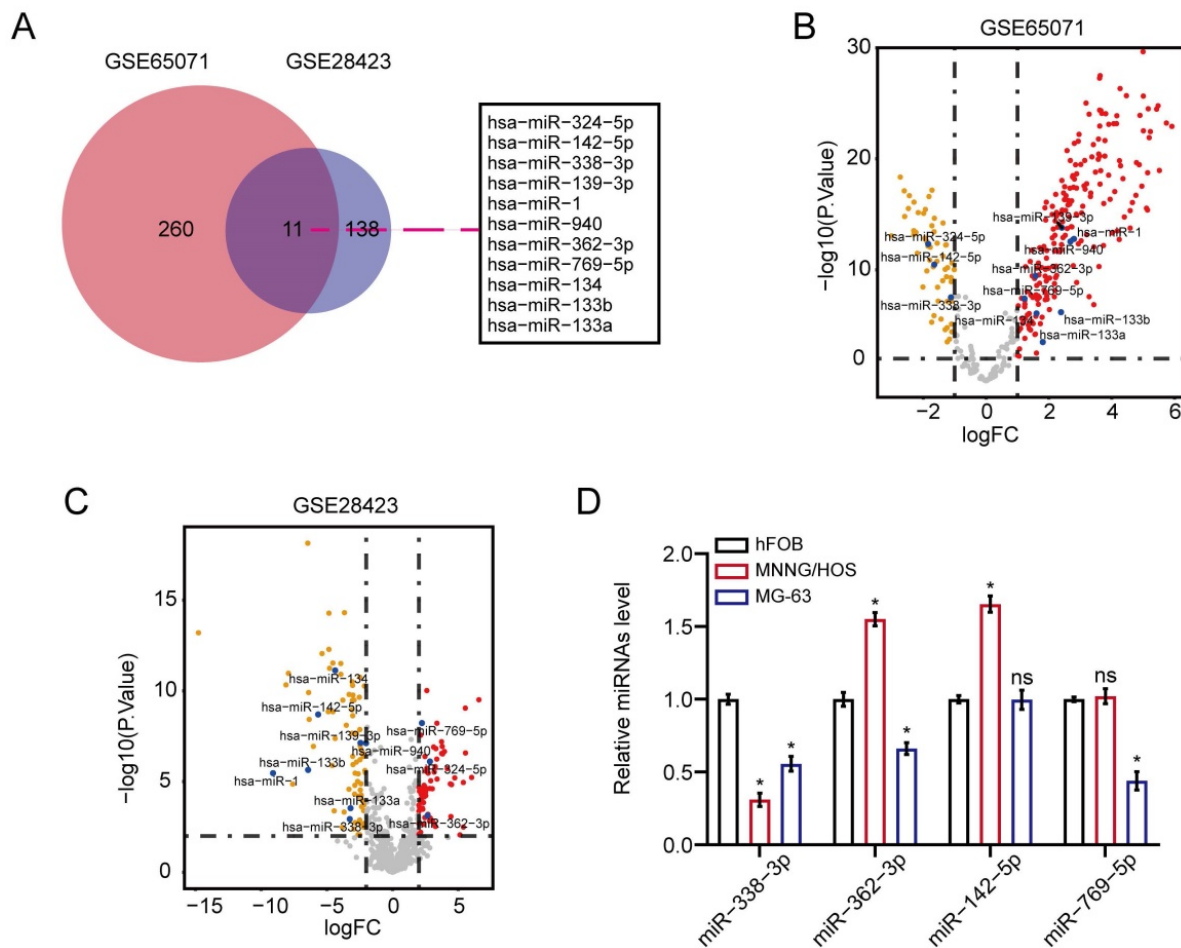 A
GSE65071
GSE28423
260
11
138
hsa−miR−324−5p
hsa−miR−142−5p
hsa−miR−338−3p
hsa−miR−139−3p
hsa−miR−1
hsa−miR−940
hsa−miR−362−3p
hsa−miR−769−5p
hsa−miR−134
hsa−miR−133b
hsa−miR−133a
B
GSE65071
−log10(P.Value)
30
20
10
0
hsa−miR−139−3p
hsa−miR−324−5p
hsa−miR−1
hsa−miR−940
hsa−miR−142−5p
hsa−miR−362−3p
hsa−miR−769−5p
hsa−miR−338−3p
hsa−miR−134
hsa−miR−133b
hsa−miR−133a
−2 0 2 4 6
logFC
C
GSE28423
−log10(P.Value)
15
10
5
0
hsa−miR−134
hsa−miR−142−5p
hsa−miR−139−3p
hsa−miR−769−5p
hsa−miR−940
hsa−miR−133b
hsa−miR−1
hsa−miR−324−5p
hsa−miR−133a
hsa−miR−338−3p
hsa−miR−362−3p
−15 −10 −5 0 5
logFC
D
Relative miRNAs level
2.0
1.5
1.0
0.5
0.0
hFOB
MNNG/HOS
MG-63
* * * * * ns ns *
miR−338−3p
miR−362−3p
miR−142−5p
miR−769−5p